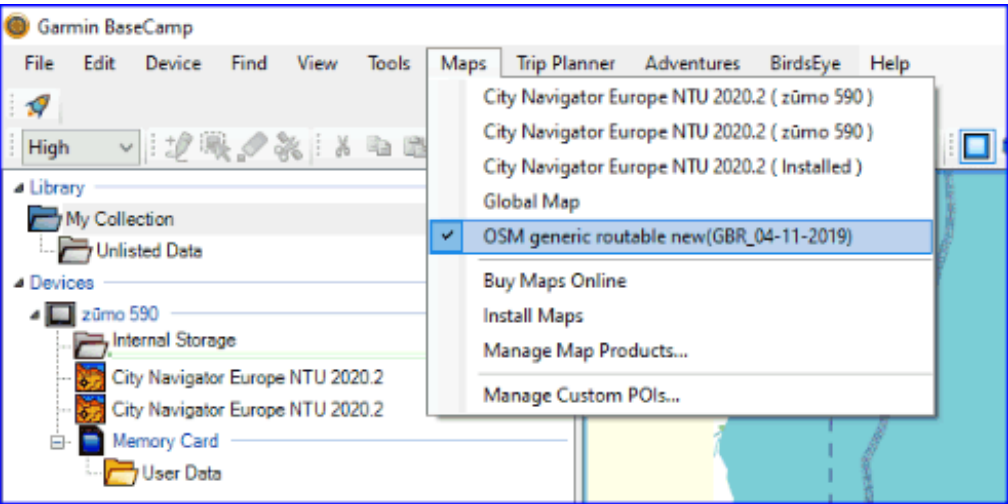 Garmin BaseCamp
File Edit Device Find View Tools Maps Trip Planner Adventures BirdsEye Help
High
Library
My Collection
Unlisted Data
Devices
zūmo 590
Internal Storage
City Navigator Europe NTU 2020.2
City Navigator Europe NTU 2020.2
Memory Card
User Data
City Navigator Europe NTU 2020.2 ( zūmo 590 )
City Navigator Europe NTU 2020.2 ( zūmo 590 )
City Navigator Europe NTU 2020.2 ( Installed )
Global Map
OSM generic routable new(GBR_04-11-2019)
Buy Maps Online
Install Maps
Manage Map Products...
Manage Custom POIs...